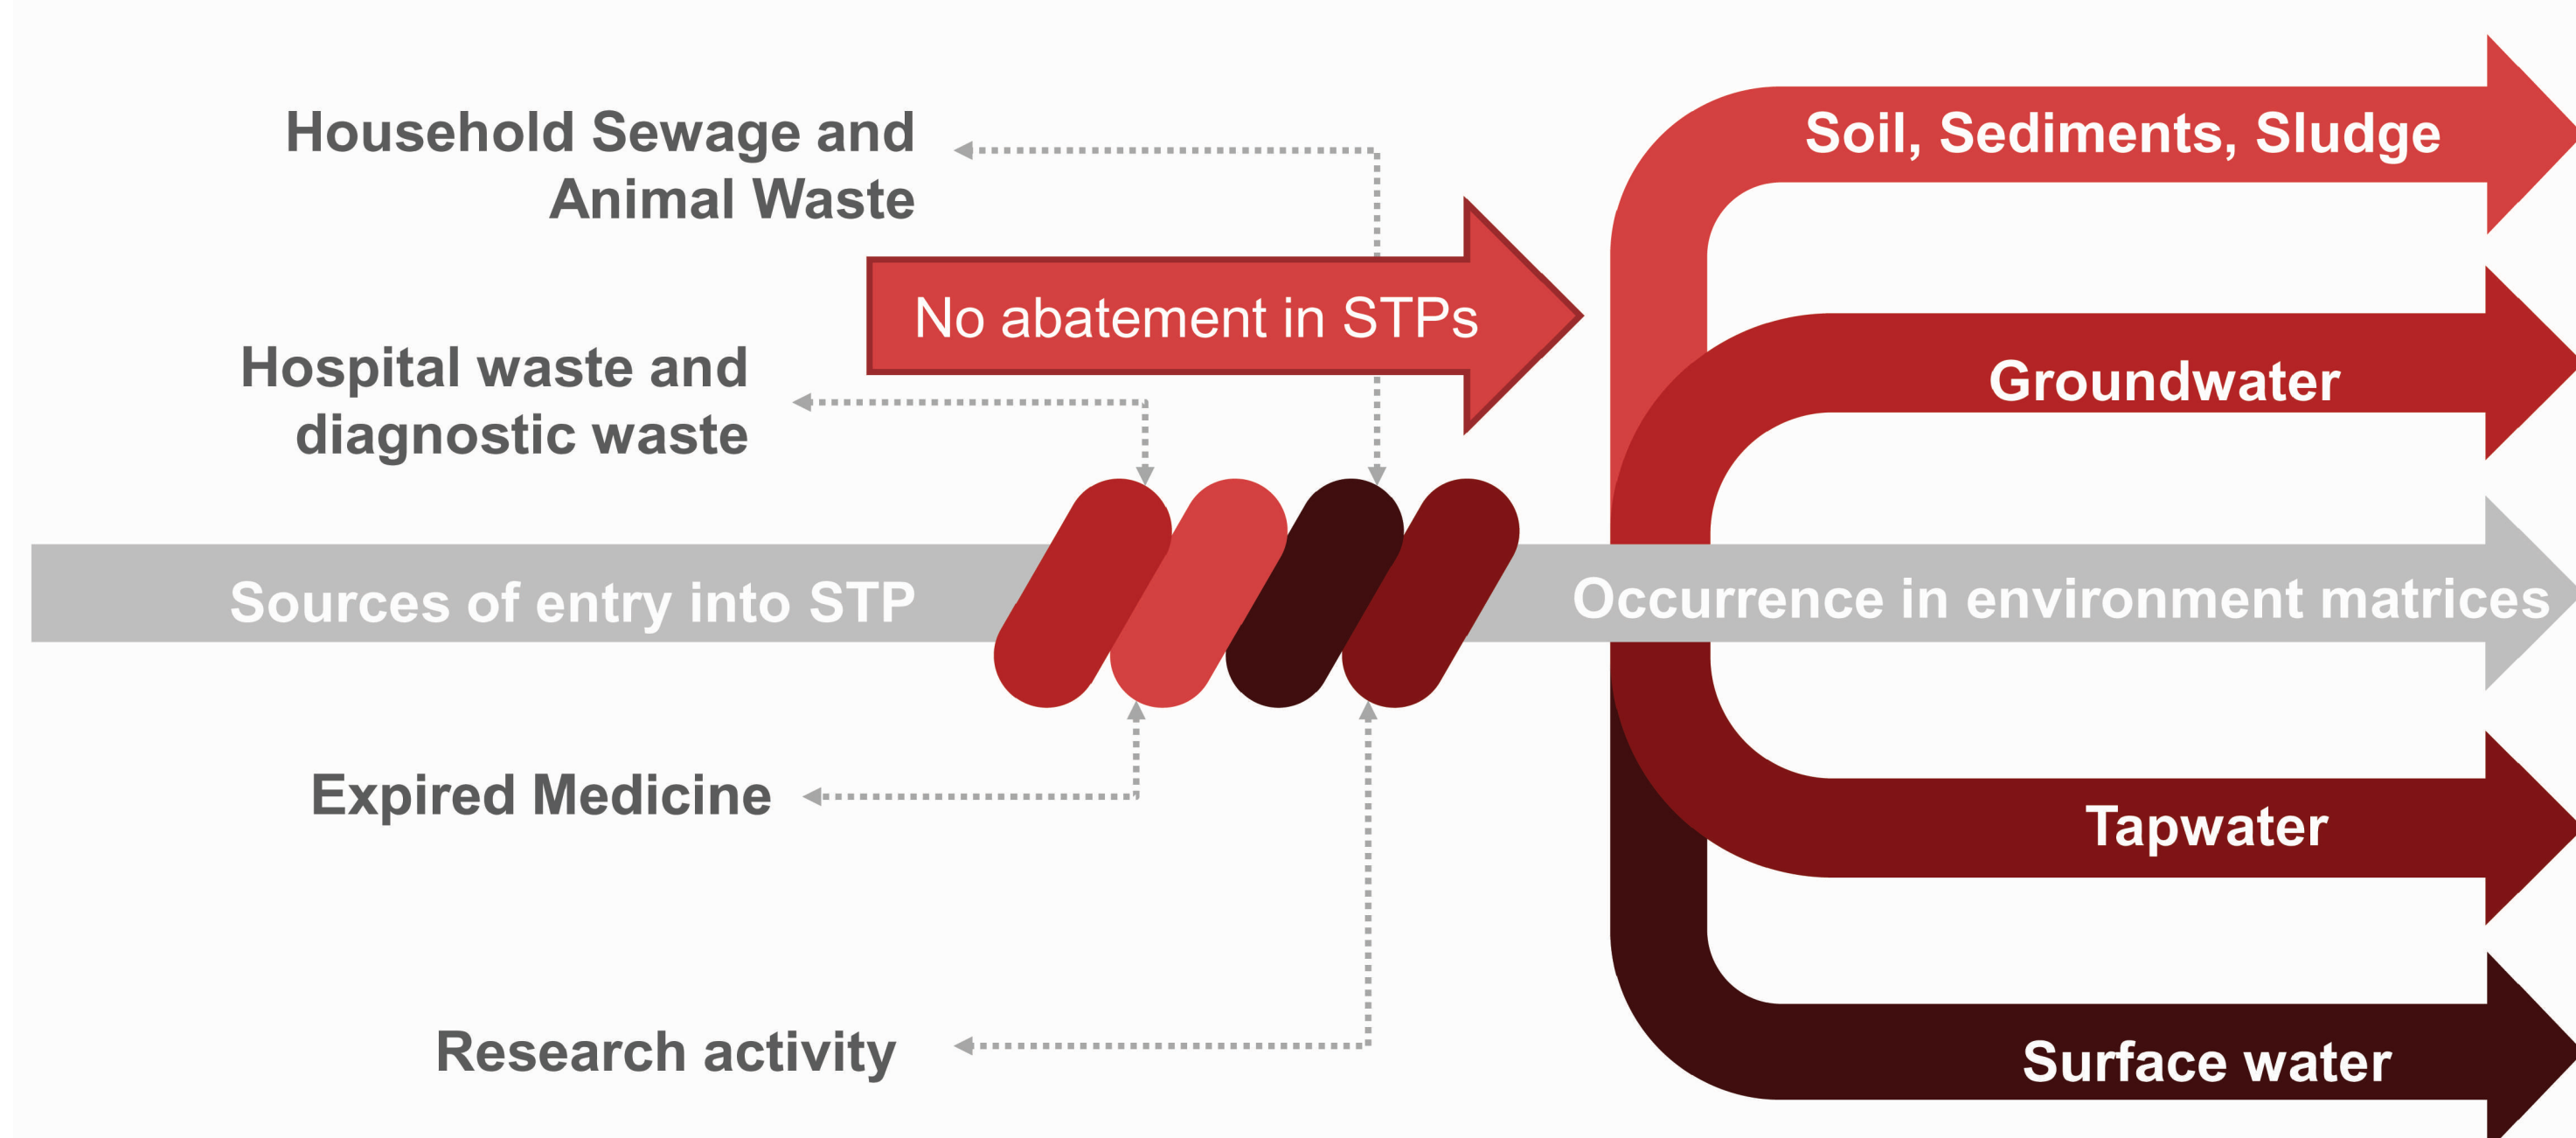 Household Sewage and
Animal Waste
No abatement in STPs
Hospital waste and
diagnostic waste
Sources of entry into STP
Expired Medicine
Research activity
Soil, Sediments, Sludge
Groundwater
Occurrence in environment matrices
Tapwater
Surface water